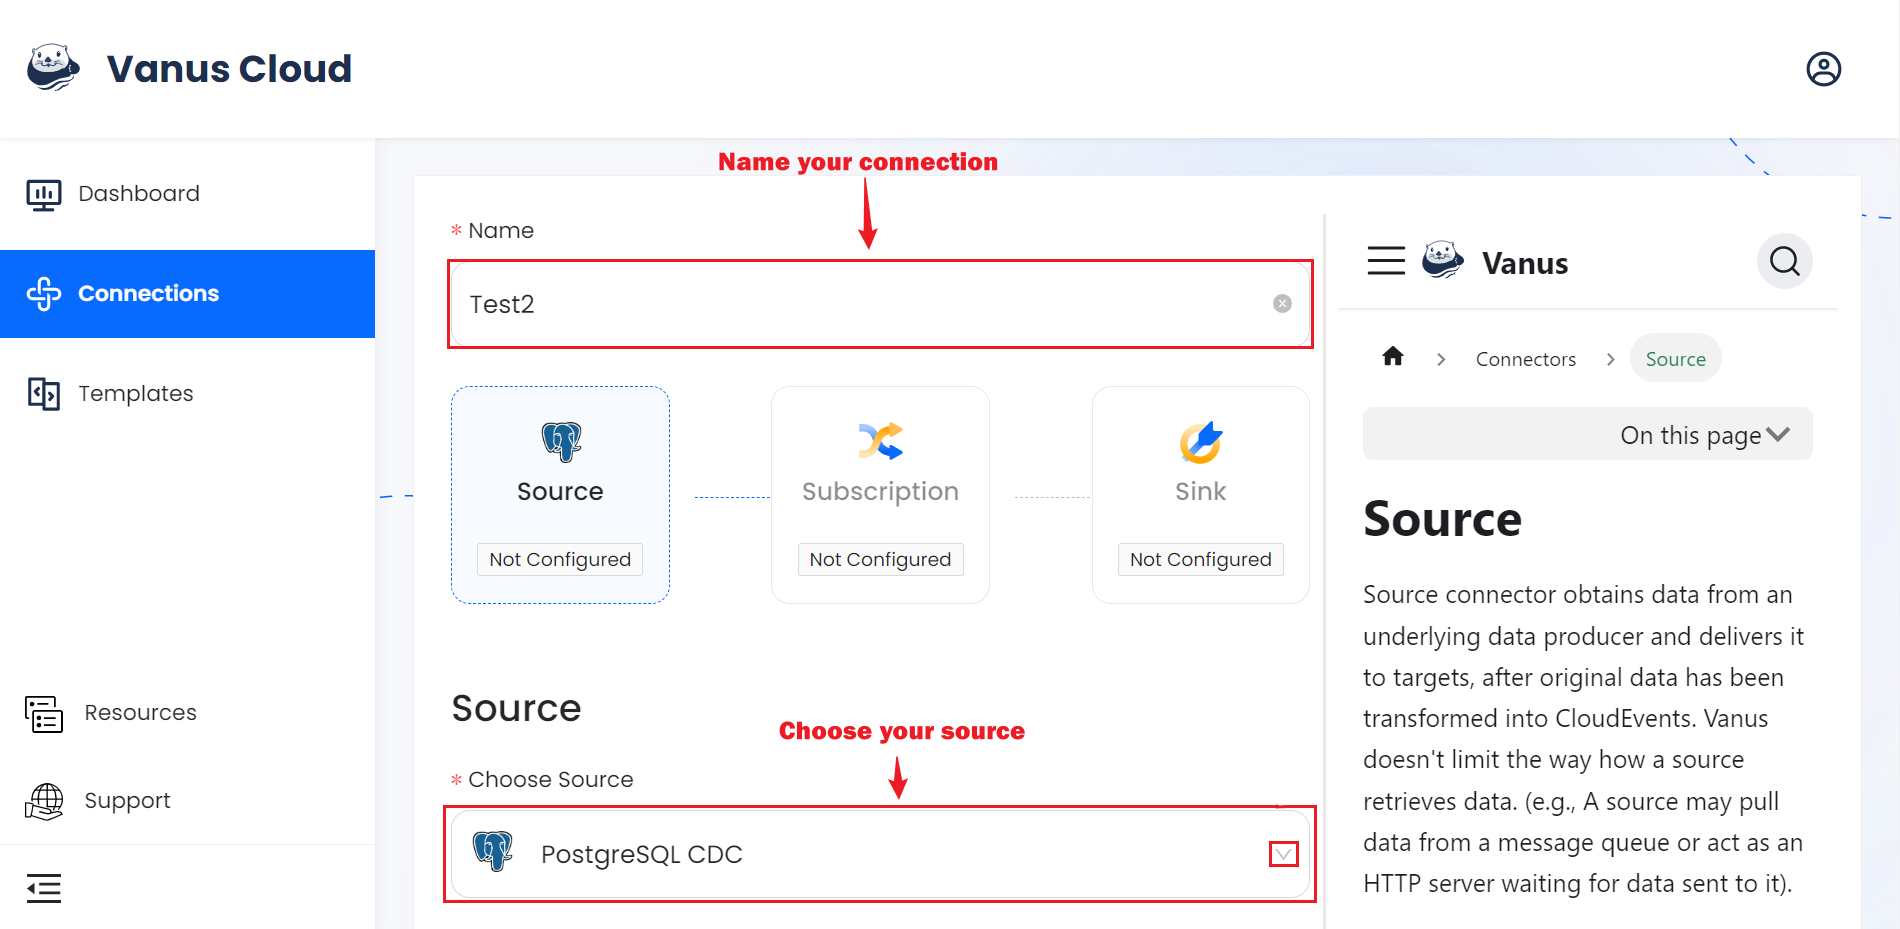 Vanus Cloud
Dashboard
Connections
Templates
Resources
Support
Name your connection
* Name
Test2
Source
Not Configured
Subscription
Not Configured
Sink
Not Configured
Source
Choose your source
* Choose Source
PostgreSQL CDC
Vanus
Connectors
Source
On this page
Source
Source connector obtains data from an
underlying data producer and delivers it
to targets, after original data has been
transformed into CloudEvents. Vanus
doesn't limit the way how a source
retrieves data. (e.g., A source may pull
data from a message queue or act as an
HTTP server waiting for data sent to it).